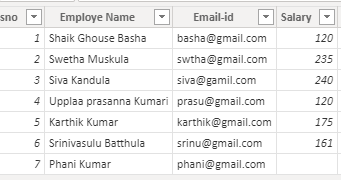 sno Employe Name Email-id Salary
1 Shaik Ghouse Basha basha@gmail.com 120
2 Swetha Muskula swtha@gmail.com 235
3 Siva Kandula siva@gamil.com 240
4 Upplaa prasanna Kumari prasu@gmail.com 120
5 Karthik Kumar karthik@gmail.com 175
6 Srinivasulu Batthula srinu@gmail.com 161
7 Phani Kumar phani@gmail.com